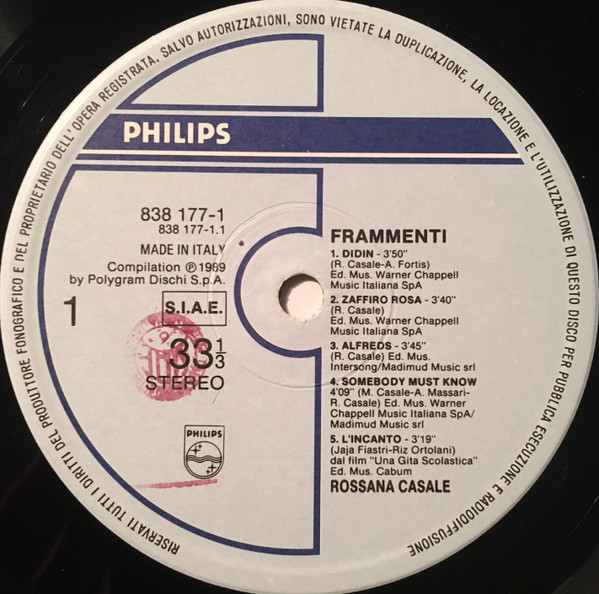 RISERVATI TUTTI I DIRITTI DEL PRODUTTORE FONOGRAFICO E DEL PROPRIETARIO DELL'OPERA REGISTRATA. SALVO AUTORIZZAZIONI, SONO VIETATE LA DUPLICAZIONE, LA LOCAZIONE E L'UTILIZZAZIONE DI QUESTO DISCO PER PUBBLICA ESECUZIONE E RADIODIFFUSIONE
PHILIPS
838 177-1
838 177-1.1
MADE IN ITALY
Compilation ℗ 1989
by Polygram Dischi S.p.A.
1
S.I.A.E.
33 1/3
STEREO
PHILIPS
FRAMMENTI
1. DIDIN - 3'50"
(R. Casale-A. Fortis)
Ed. Mus. Warner Chappell
Music Italiana SpA
2. ZAFFIRO ROSA - 3'40"
(R. Casale)
Ed. Mus. Warner Chappell
Music Italiana SpA
3. ALFREDS - 3'45"
(R. Casale) Ed. Mus.
Intersong/Madimud Music srl
4. SOMEBODY MUST KNOW
4'09" (M. Casale-A. Massari-
R. Casale) Ed. Mus. Warner
Chappell Music Italiana SpA/
Madimud Music srl
5. L'INCANTO - 3'19"
(Jaja Fiastri-Riz Ortolani)
dal film "Una Gita Scolastica"
Ed. Mus. Cabum
ROSSANA CASALE